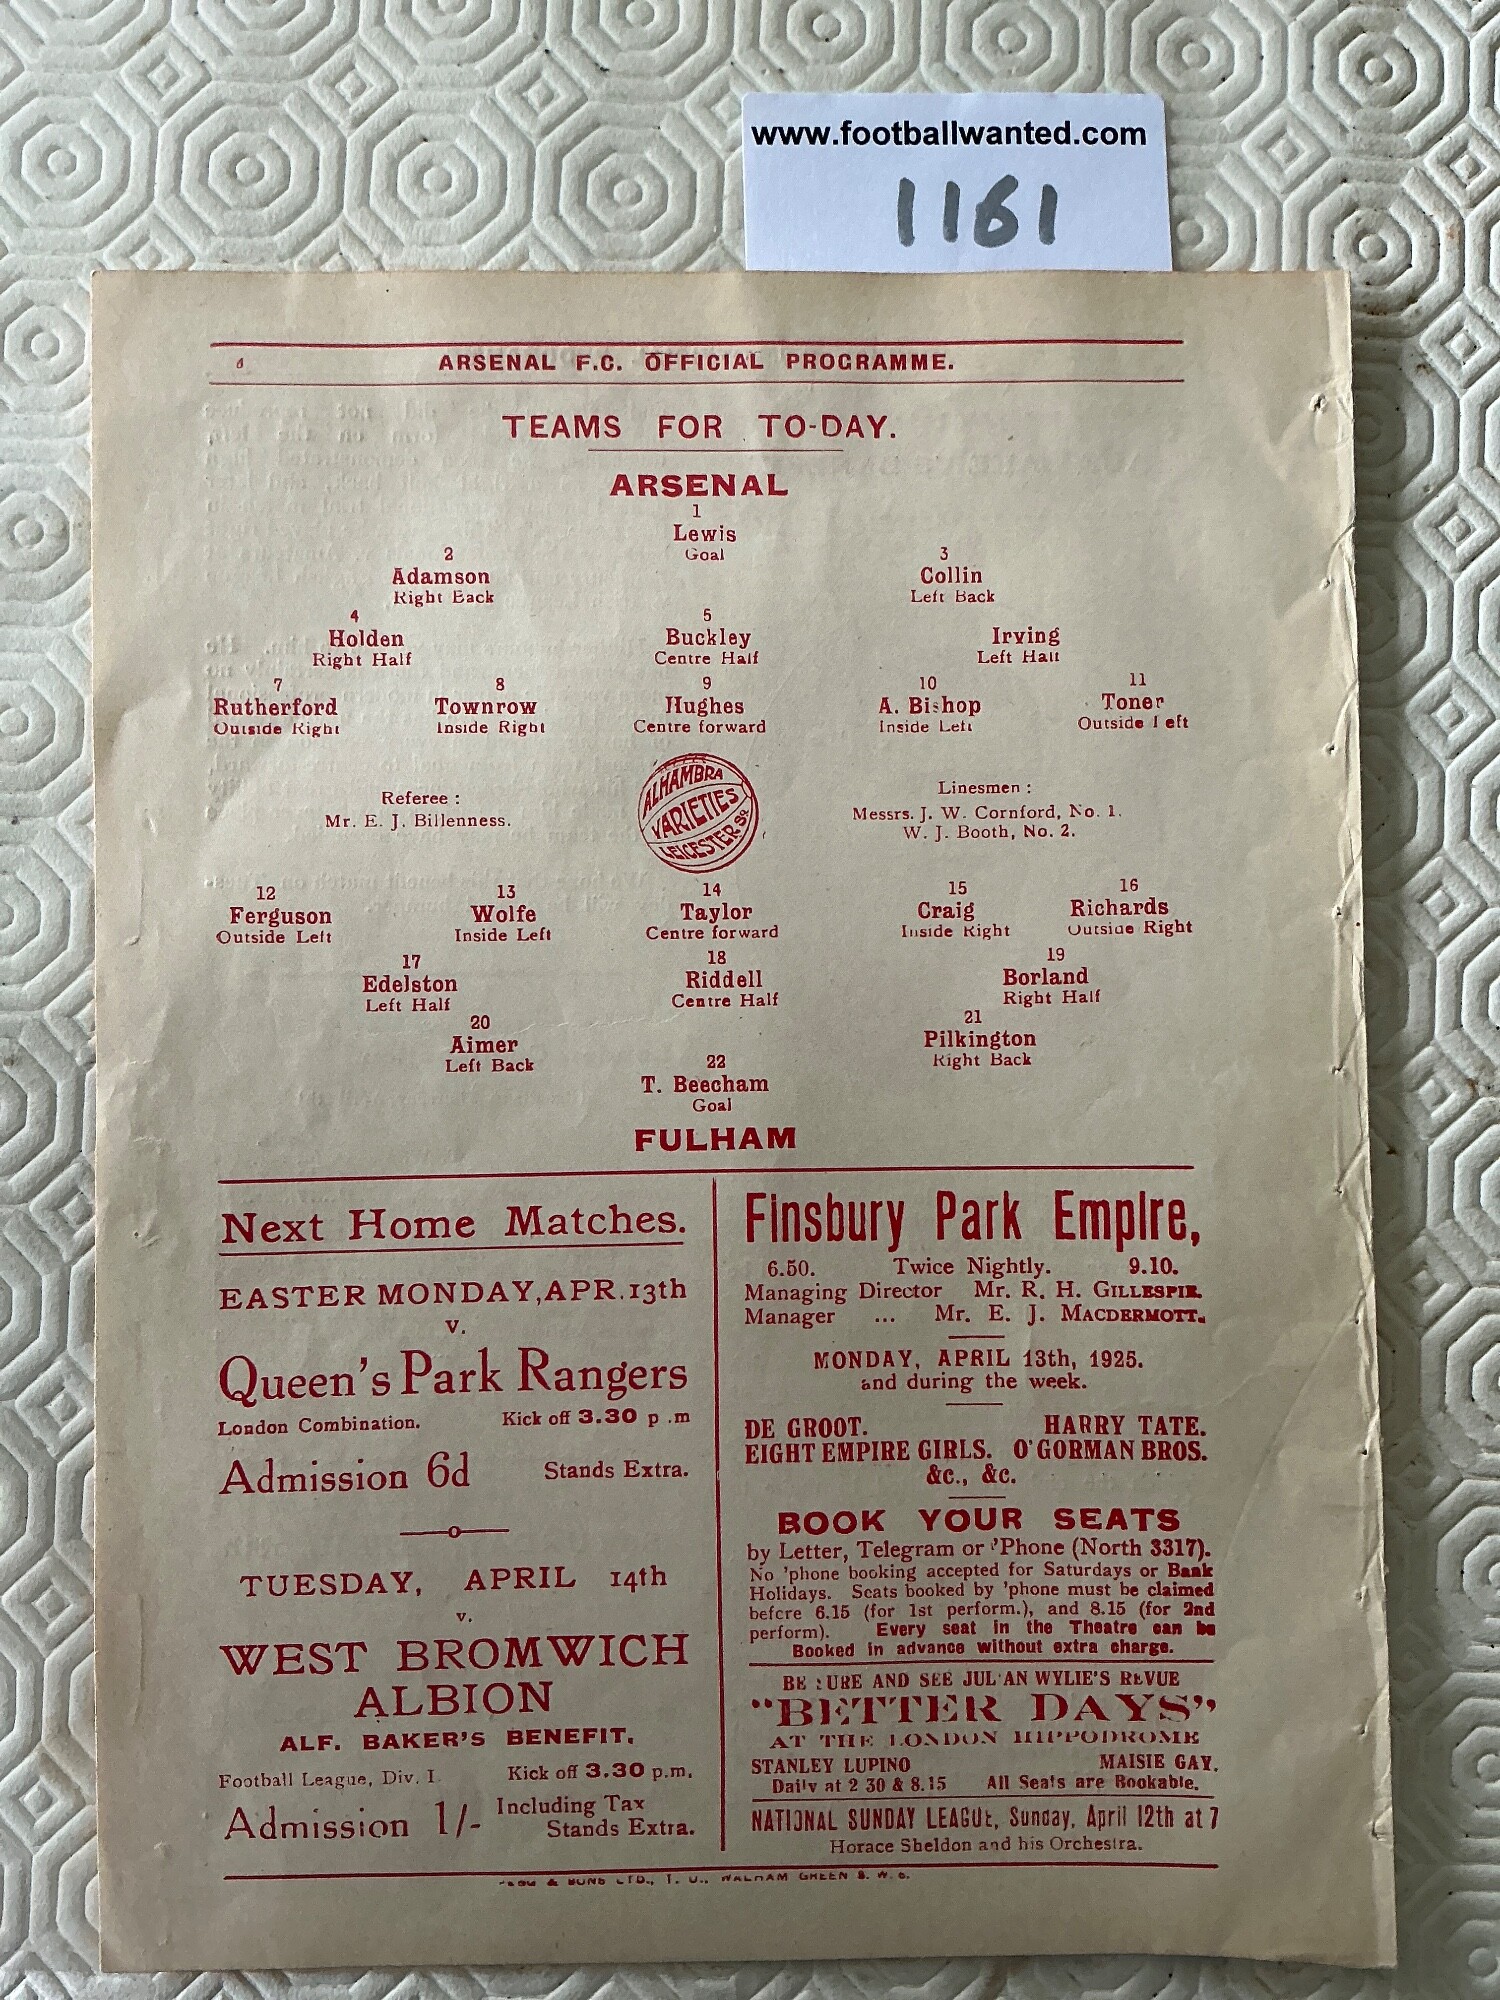 www.footballwanted.com
1161
6 ARSENAL F.C. OFFICIAL PROGRAMME.
TEAMS FOR TO-DAY.
ARSENAL
1
Lewis
Goal
2 3
Adamson Collin
Right Back Left Back
4 5
Holden Buckley Irving
Right Half Centre Half Left Half
7 8 9 10 11
Rutherford Townrow Hughes A. Bishop Toner
Outside Right Inside Right Centre forward Inside Left Outside Left
ALHAMBRA
VARIETIES
LEICESTER SQ
Referee :
Mr. E. J. Billenness.
Linesmen :
Messrs. J. W. Cornford, No. 1.
W. J. Booth, No. 2.
12 13 14 15 16
Ferguson Wolfe Taylor Craig Richards
Outside Left Inside Left Centre forward Inside Right Outside Right
17 18 19
Edelston Riddell Borland
Left Half Centre Half Right Half
20 21
Aimer Pilkington
Left Back Right Back
22
T. Beecham
Goal
FULHAM
Next Home Matches.
EASTER MONDAY, APR. 13th
v.
Queen's Park Rangers
London Combination. Kick off 3.30 p.m
Admission 6d Stands Extra.
TUESDAY, APRIL 14th
v.
WEST BROMWICH
ALBION
ALF. BAKER'S BENEFIT.
Football League, Div. I. Kick off 3.30 p.m.
Admission 1/- Including Tax
Stands Extra.
Finsbury Park Empire,
6.50. Twice Nightly. 9.10.
Managing Director Mr. R. H. GILLESPIE.
Manager ... Mr. E. J. MACDERMOTT.
MONDAY, APRIL 13th, 1925.
and during the week.
DE GROOT. HARRY TATE.
EIGHT EMPIRE GIRLS. O'GORMAN BROS.
&c., &c.
BOOK YOUR SEATS
by Letter, Telegram or 'Phone (North 3317).
No 'phone booking accepted for Saturdays or Bank
Holidays. Seats booked by 'phone must be claimed
before 6.15 (for 1st perform.), and 8.15 (for 2nd
perform). Every seat in the Theatre can be
Booked in advance without extra charge.
BE SURE AND SEE JULIAN WYLIE'S REVUE
"BETTER DAYS"
AT THE LONDON HIPPODROME
STANLEY LUPINO MAISIE GAY.
Daily at 2 30 & 8.15 All Seats are Bookable.
NATIONAL SUNDAY LEAGUE, Sunday, April 12th at 7
Horace Sheldon and his Orchestra.
& SONS LTD., T. U., WALHAM GREEN S. W. 6.